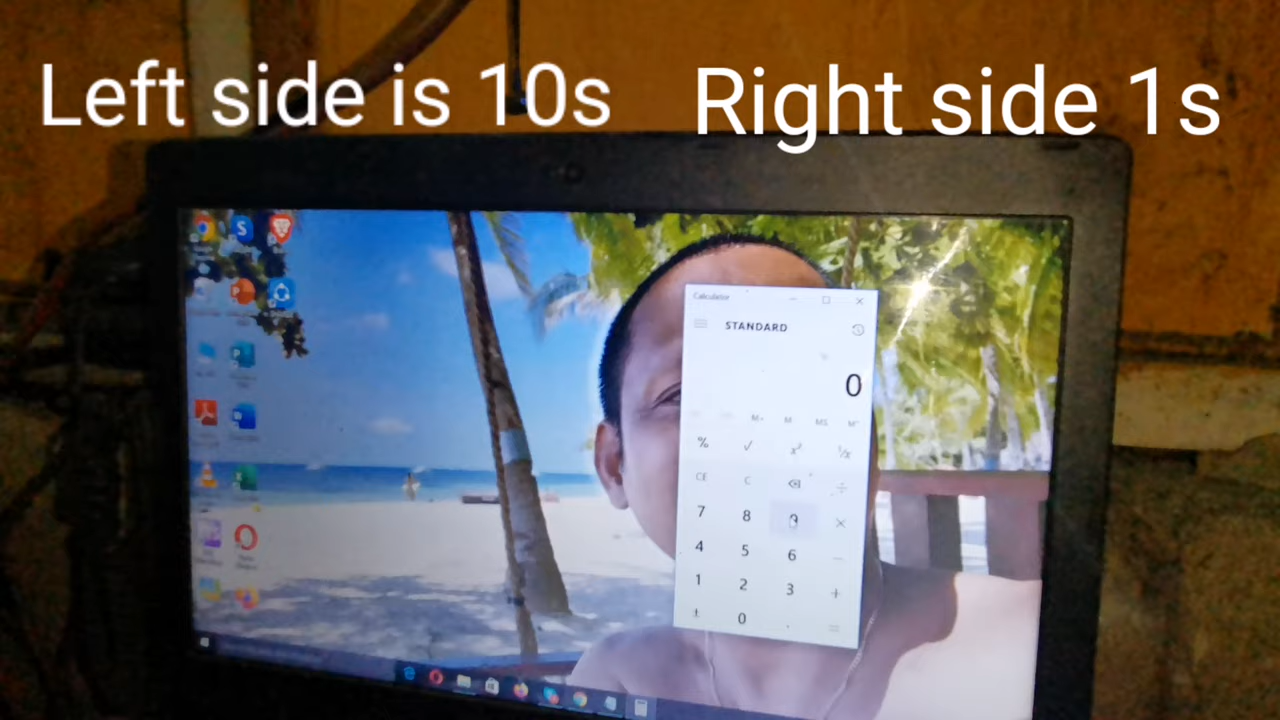 Left side is 10s Right side 1s
Calculator
STANDARD
0
M+ M- MS
% √ x² ¹/x
CE C ÷
7 8 9 ×
4 5 6 −
1 2 3 +
± 0 . =